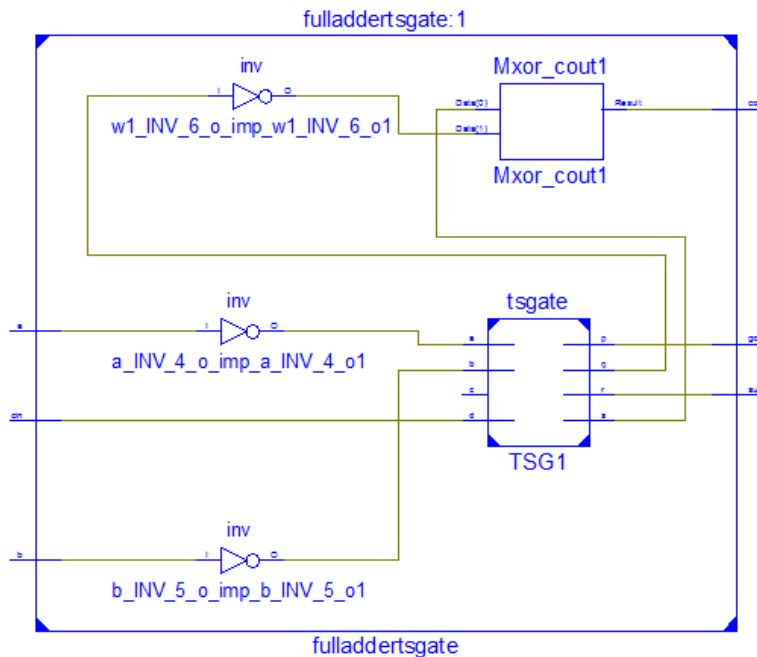 fulladdertsgate:1
inv
Mxor_cout1
I
O
Data(0)
Result
co
w1_INV_6_o_imp_w1_INV_6_o1
Data(1)
Mxor_cout1
inv
tsgate
a
I
O
a
p
a_INV_4_o_imp_a_INV_4_o1
b
q
c
r
cin
d
s
TSG1
inv
b
I
O
b_INV_5_o_imp_b_INV_5_o1
fulladdertsgate